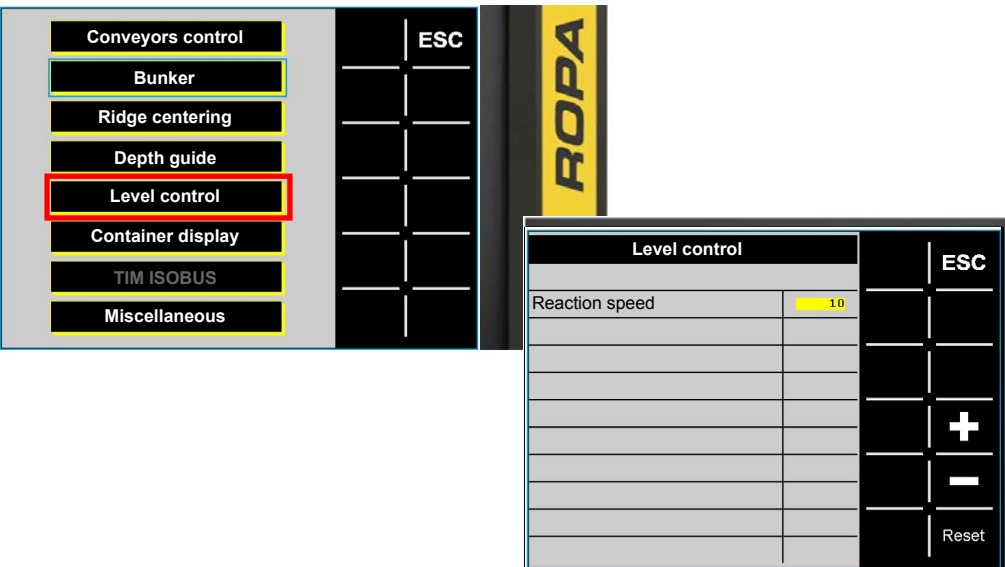 Conveyors control
ESC
Bunker
Ridge centering
Depth guide
Level control
Container display
TIM ISOBUS
Miscellaneous
ROPA
Level control
ESC
Reaction speed 10
+
−
Reset